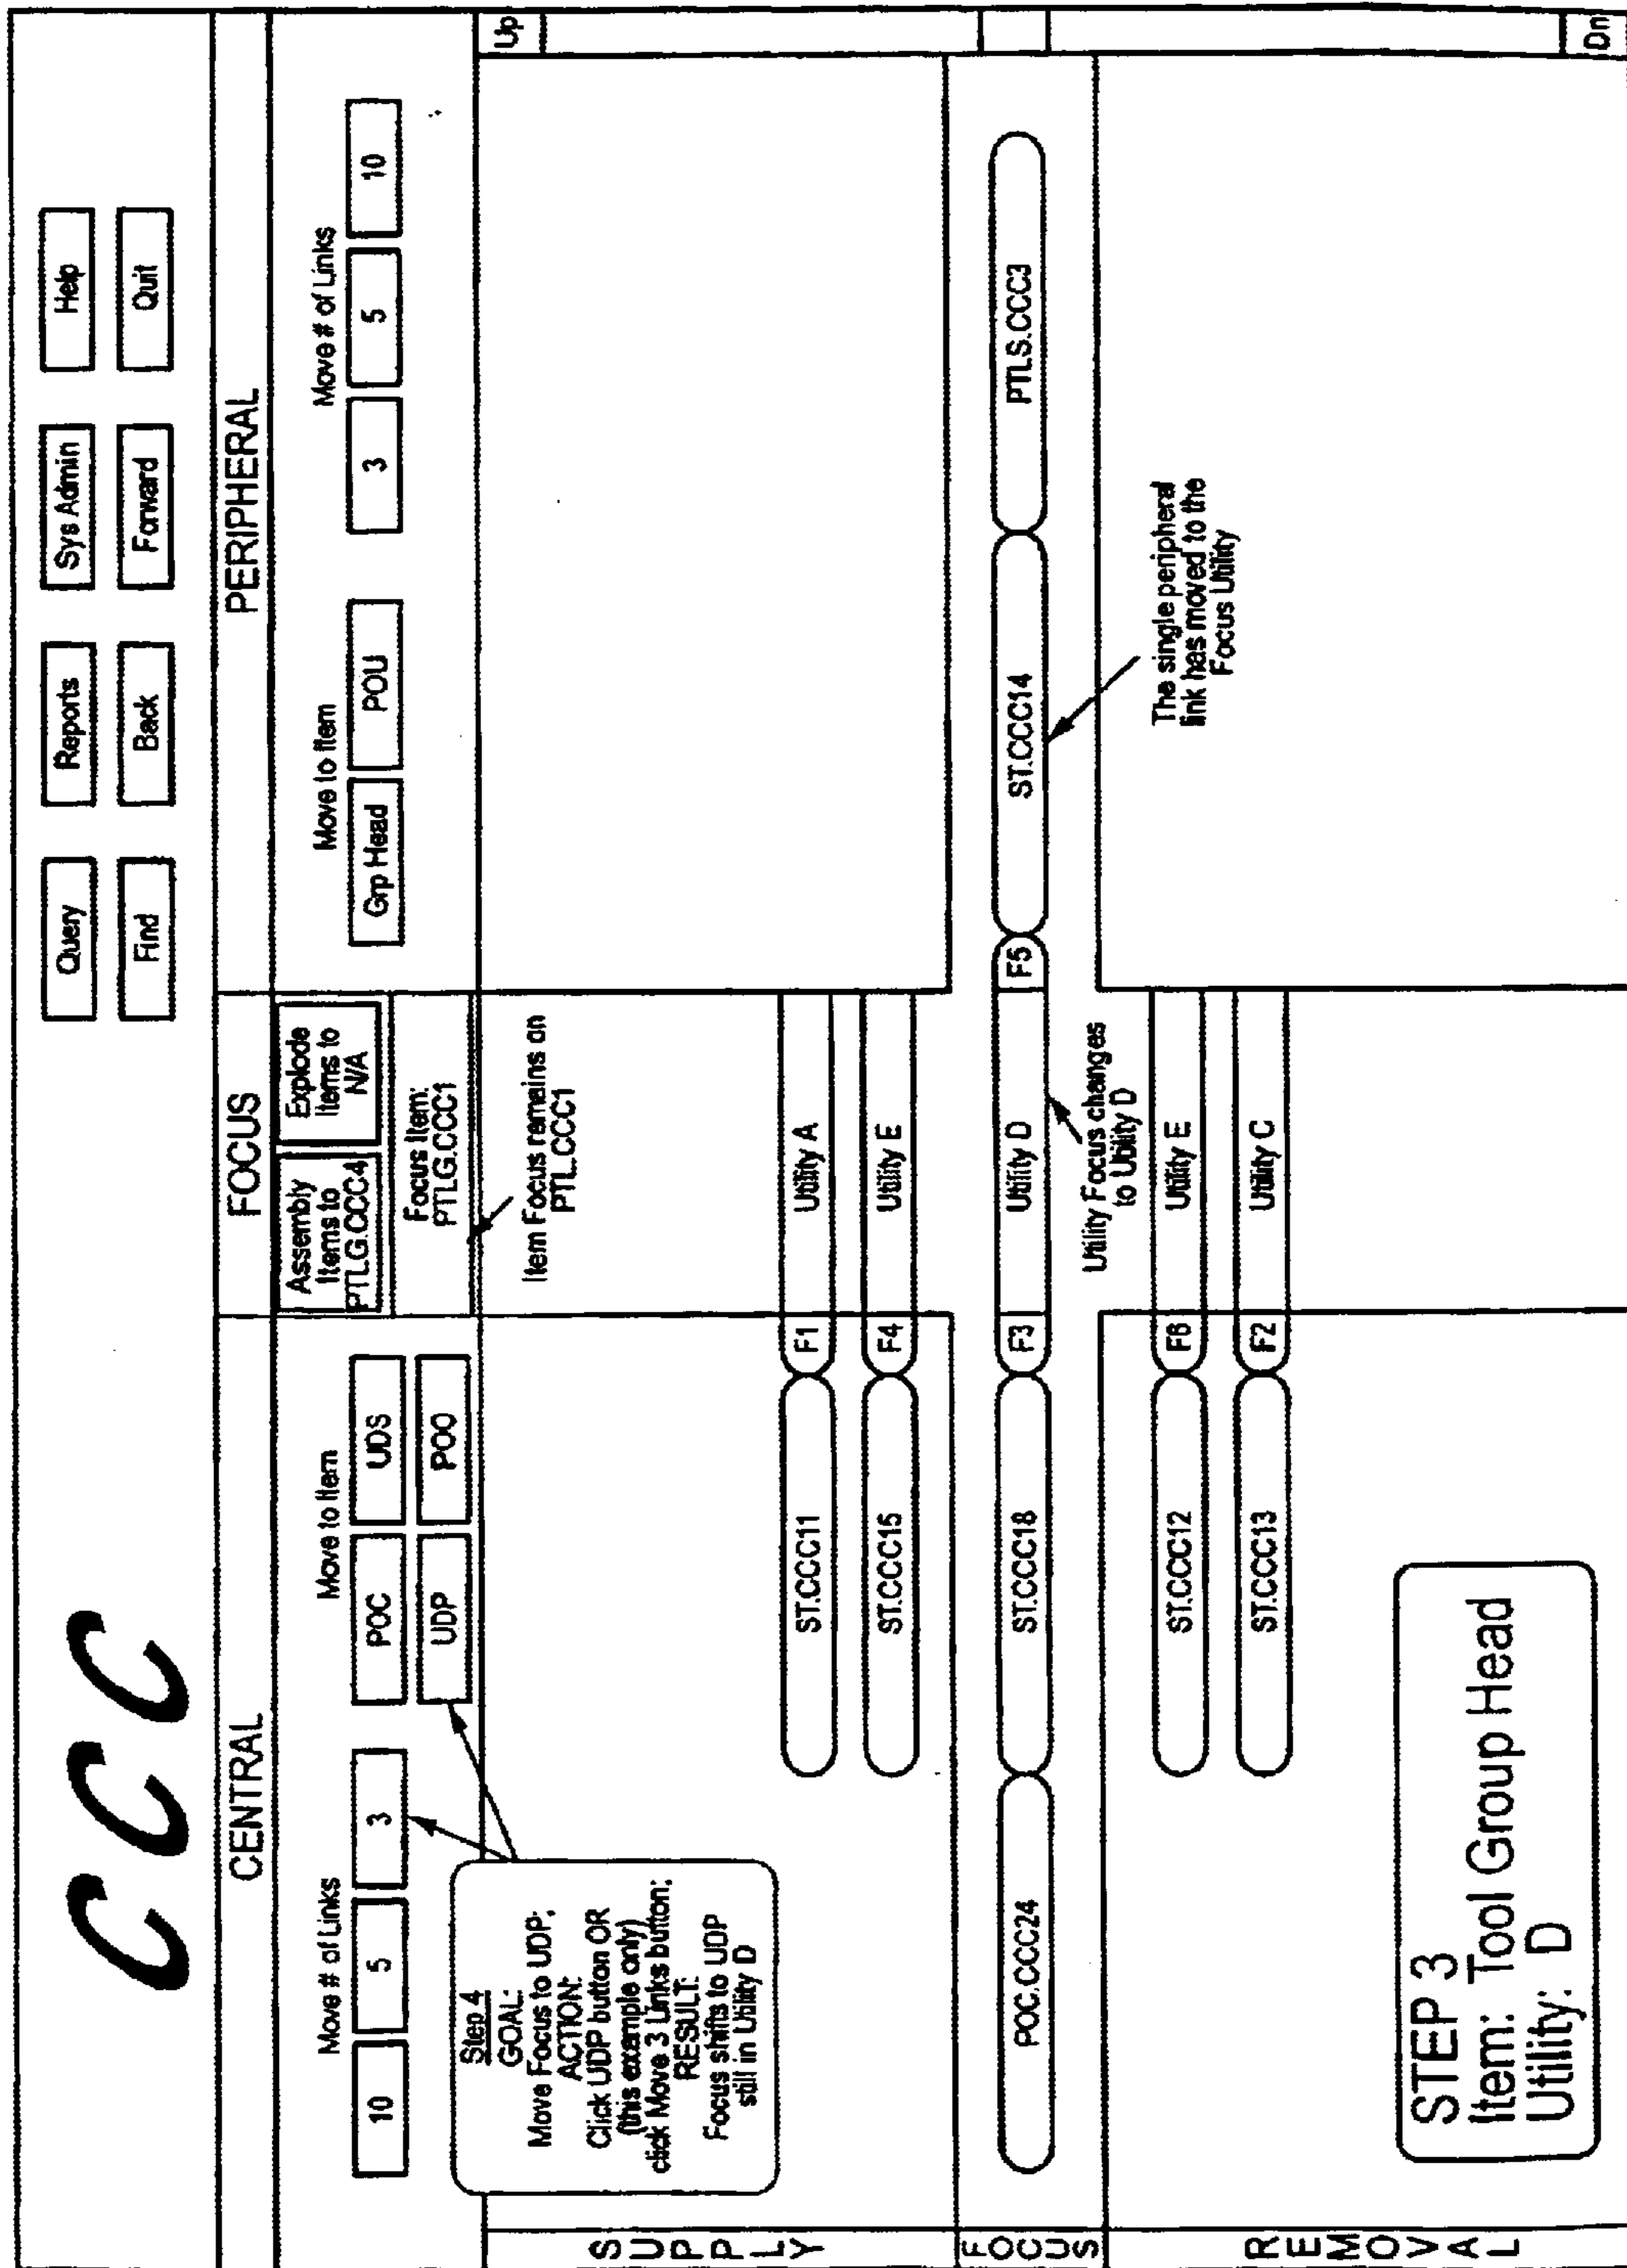 C C C
Query
Reports
Sys Admin
Help
Find
Back
Forward
Quit
CENTRAL
FOCUS
PERIPHERAL
Move # of Links
10
5
3
Move to Item
POC
UDS
UDP
POO
Assembly
Items to
PTLG.CCC4
Explode
Items to
N/A
Focus Item:
PTLG.CCC1
Move to Item
Grp Head
POU
Move # of Links
3
5
10
Up
Step 4
GOAL:
Move Focus to UDP;
ACTION:
Click UDP button OR
(this example only)
click Move 3 Links button;
RESULT:
Focus shifts to UDP
still in Utility D
Item Focus remains on
PTL.CCC1
SUPPLY
ST.CCC11
F1
Utility A
ST.CCC15
F4
Utility E
FOCUS
POC.CCC24
ST.CCC18
F3
Utility D
F5
ST.CCC14
PTLS.CCC3
Utility Focus changes
to Utility D
The single peripheral
link has moved to the
Focus Utility
REMOVAL
ST.CCC12
F6
Utility E
ST.CCC13
F2
Utility C
STEP 3
Item: Tool Group Head
Utility: D
Dn